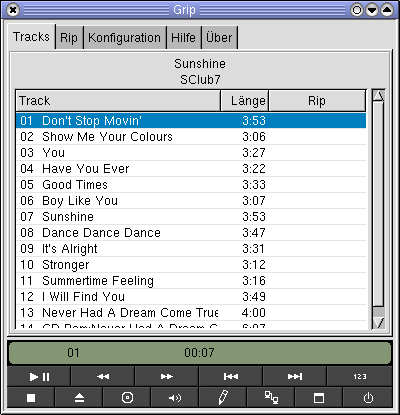 Grip
Tracks Rip Konfiguration Hilfe Über
Sunshine
SClub7
Track Länge Rip
01 Don't Stop Movin' 3:53
02 Show Me Your Colours 3:06
03 You 3:27
04 Have You Ever 3:22
05 Good Times 3:33
06 Boy Like You 3:07
07 Sunshine 3:53
08 Dance Dance Dance 3:47
09 It's Alright 3:31
10 Stronger 3:12
11 Summertime Feeling 3:16
12 I Will Find You 3:49
13 Never Had A Dream Come True 4:00
14 CD Rom:Never Had A Dream C 6:07
01 00:07
123